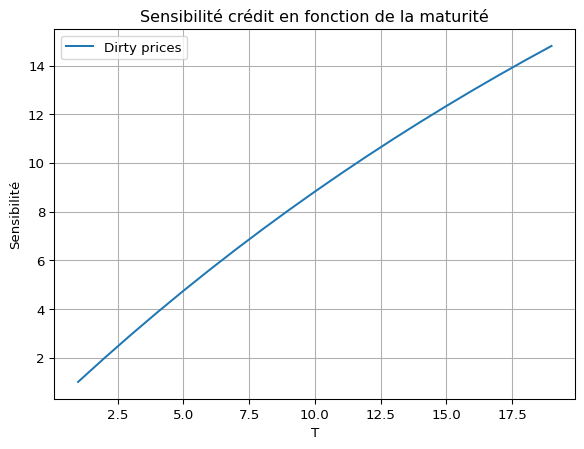 Sensibilité crédit en fonction de la maturité
Dirty prices
14
12
10
8
6
4
2
Sensibilité
2.5 5.0 7.5 10.0 12.5 15.0 17.5
T